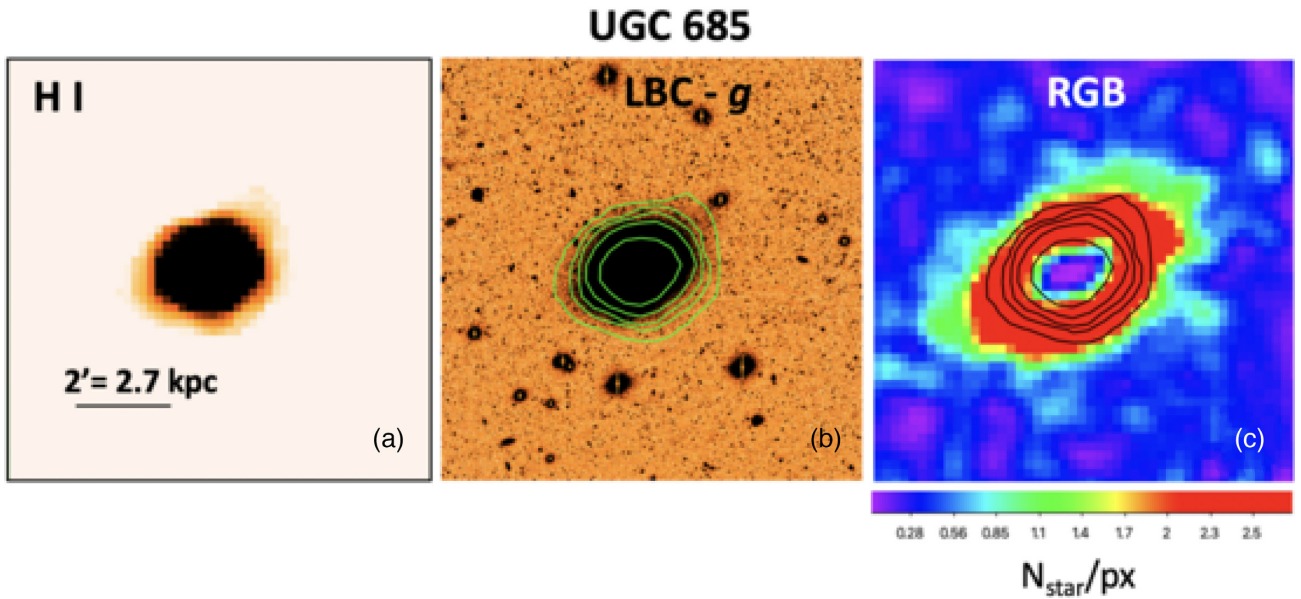 UGC 685
H I
2’= 2.7 kpc
(a)
LBC - g
(b)
RGB
(c)
0.28 0.56 0.85 1.1 1.4 1.7 2 2.3 2.5
Nstar/px